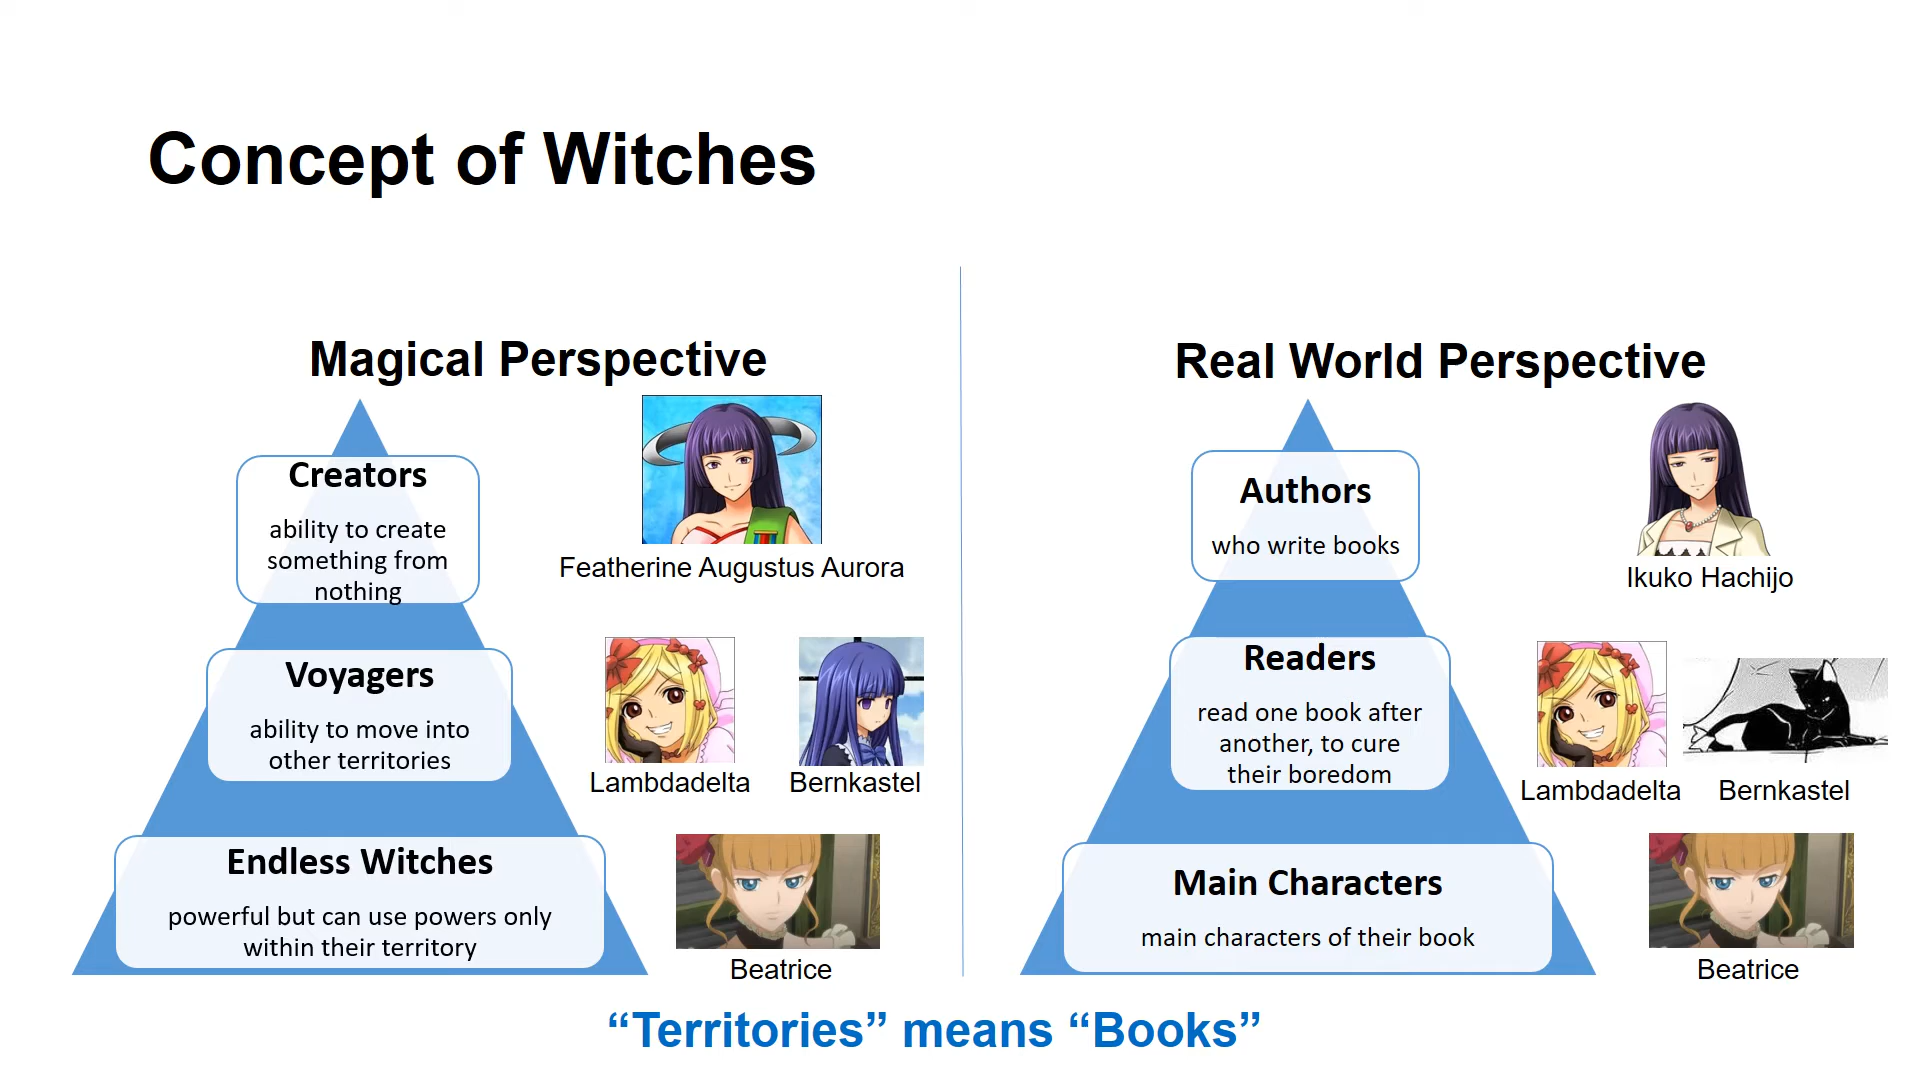 Concept of Witches
Magical Perspective
Creators
ability to create
something from
nothing
Featherine Augustus Aurora
Voyagers
ability to move into
other territories
Lambdadelta
Bernkastel
Endless Witches
powerful but can use powers only
within their territory
Beatrice
Real World Perspective
Authors
who write books
Ikuko Hachijo
Readers
read one book after
another, to cure
their boredom
Lambdadelta
Bernkastel
Main Characters
main characters of their book
Beatrice
“Territories” means “Books”